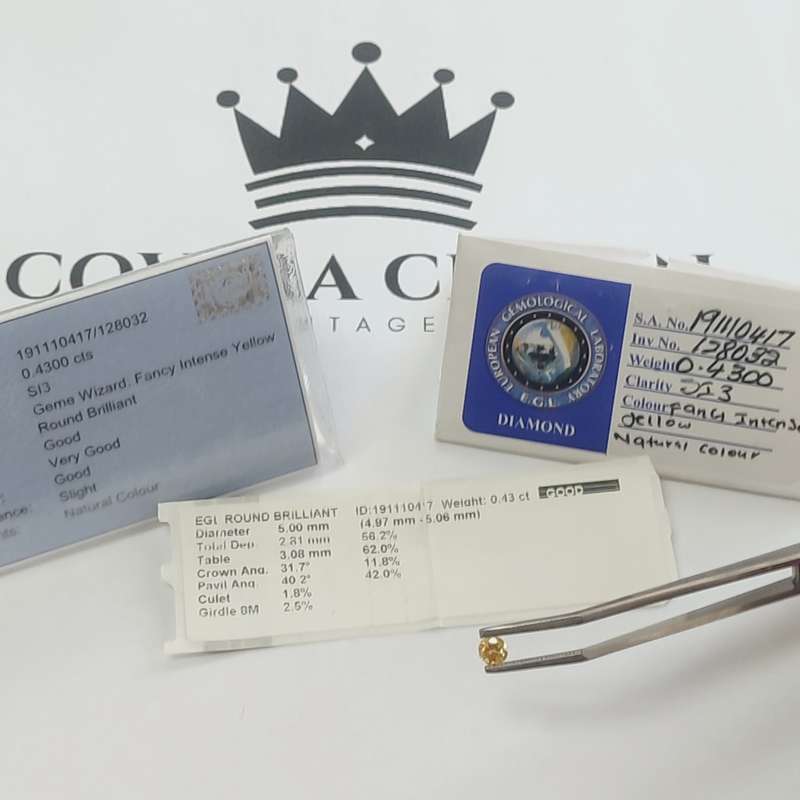 191110417/128032
0.4300 cts
SI3
Geme Wizard: Fancy Intense Yellow
Round Brilliant
Good
Very Good
Good
Slight
Natural Colour
EUROPEAN GEMOLOGICAL LABORATORY
E.G.L.
DIAMOND
S.A. No. 191110417
Inv No. 128032
Weight 0.4300
Clarity SI3
Colour Fancy Intense
yellow
Natural Colour
EGL ROUND BRILLIANT ID:191110417 Weight: 0.43 ct GOOD
Diameter 5.00 mm (4.97 mm - 5.06 mm)
Total Dep. 2.81 mm 56.2%
Table 3.08 mm 62.0%
Crown Ang. 31.7° 11.8%
Pavil Ang. 40.2° 42.0%
Culet 1.8%
Girdle BM 2.5%